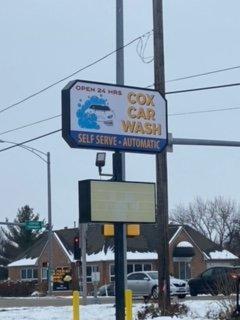 OPEN 24 HRS
COX
CAR
WASH
SELF SERVE • AUTOMATIC